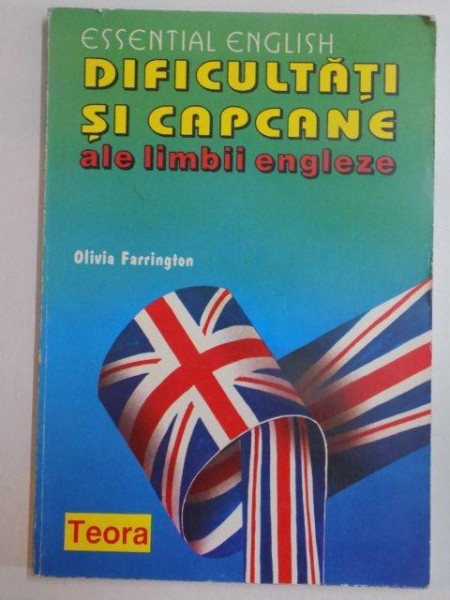 ESSENTIAL ENGLISH
DIFICULTĂȚI
ȘI CAPCANE
ale limbii engleze
Olivia Farrington
Teora